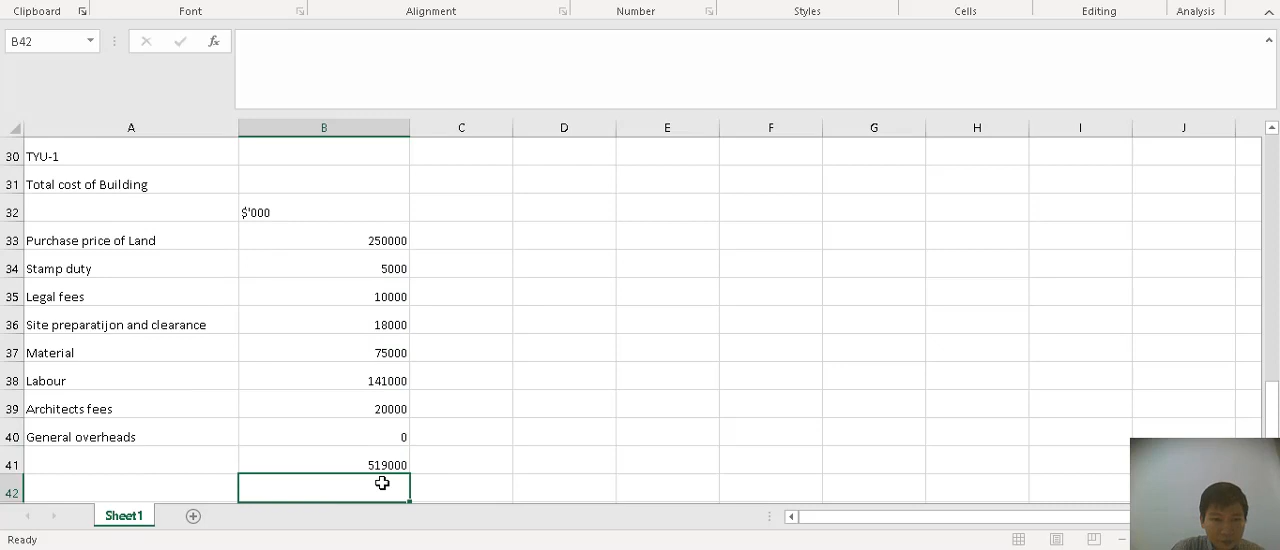 Clipboard Font Alignment Number Styles Cells Editing Analysis
B42 fx
A B C D E F G H I J
30 TYU-1
31 Total cost of Building
32 $'000
33 Purchase price of Land 250000
34 Stamp duty 5000
35 Legal fees 10000
36 Site preparatijon and clearance 18000
37 Material 75000
38 Labour 141000
39 Architects fees 20000
40 General overheads 0
41 519000
42
Sheet1
Ready